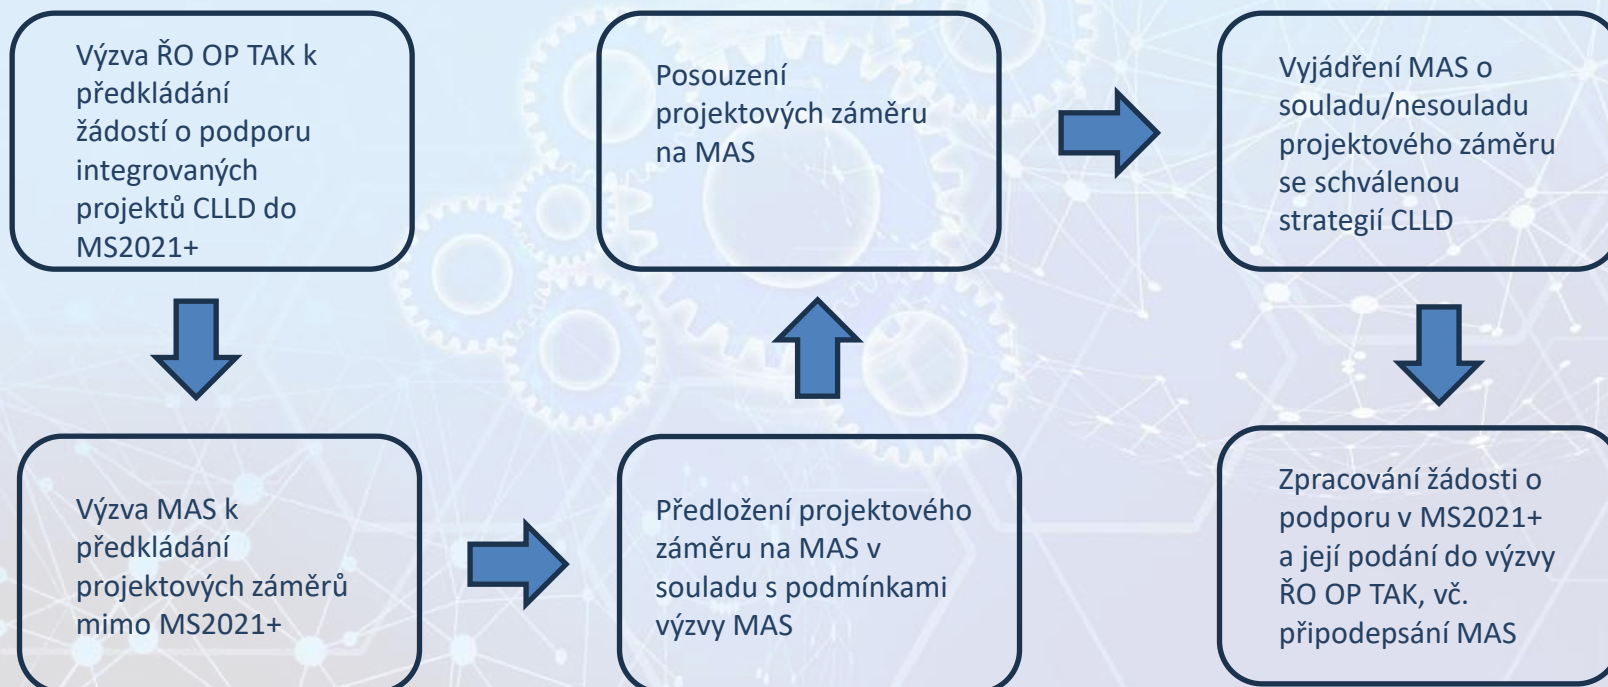 Výzva ŘO OP TAK k
předkládání
žádostí o podporu
integrovaných
projektů CLLD do
MS2021+
Výzva MAS k
předkládání
projektových záměrů
mimo MS2021+
Předložení projektového
záměru na MAS v
souladu s podmínkami
výzvy MAS
Posouzení
projektových záměru
na MAS
Vyjádření MAS o
souladu/nesouladu
projektového záměru
se schválenou
strategií CLLD
Zpracování žádosti o
podporu v MS2021+
a její podání do výzvy
ŘO OP TAK, vč.
připodepsání MAS